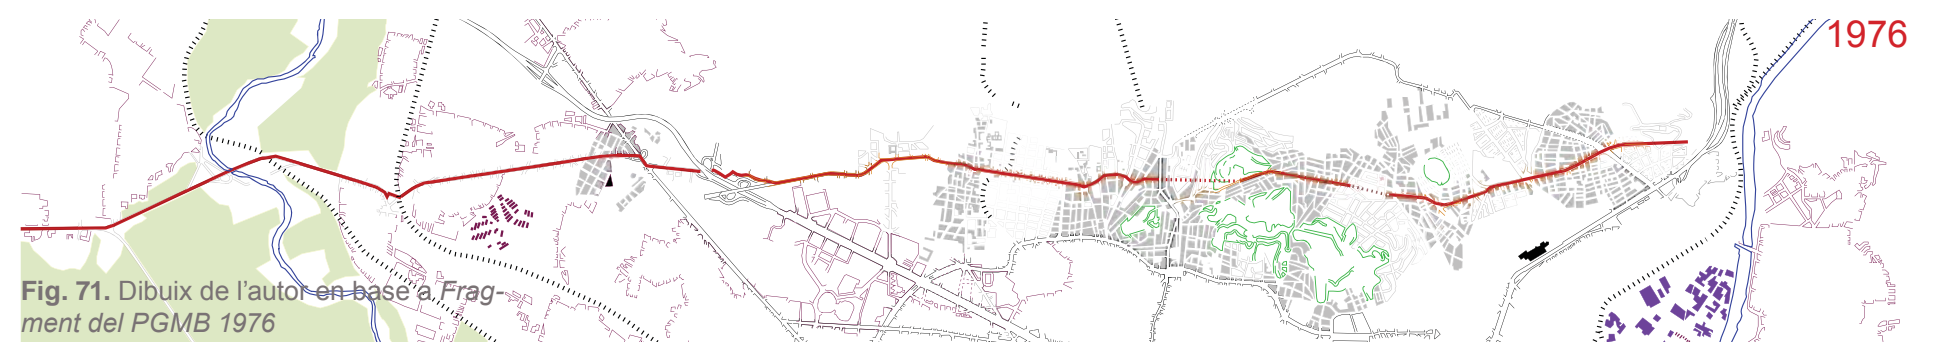 1976
Fig. 71. Dibuix de l'autor en base a Frag-
ment del PGMB 1976